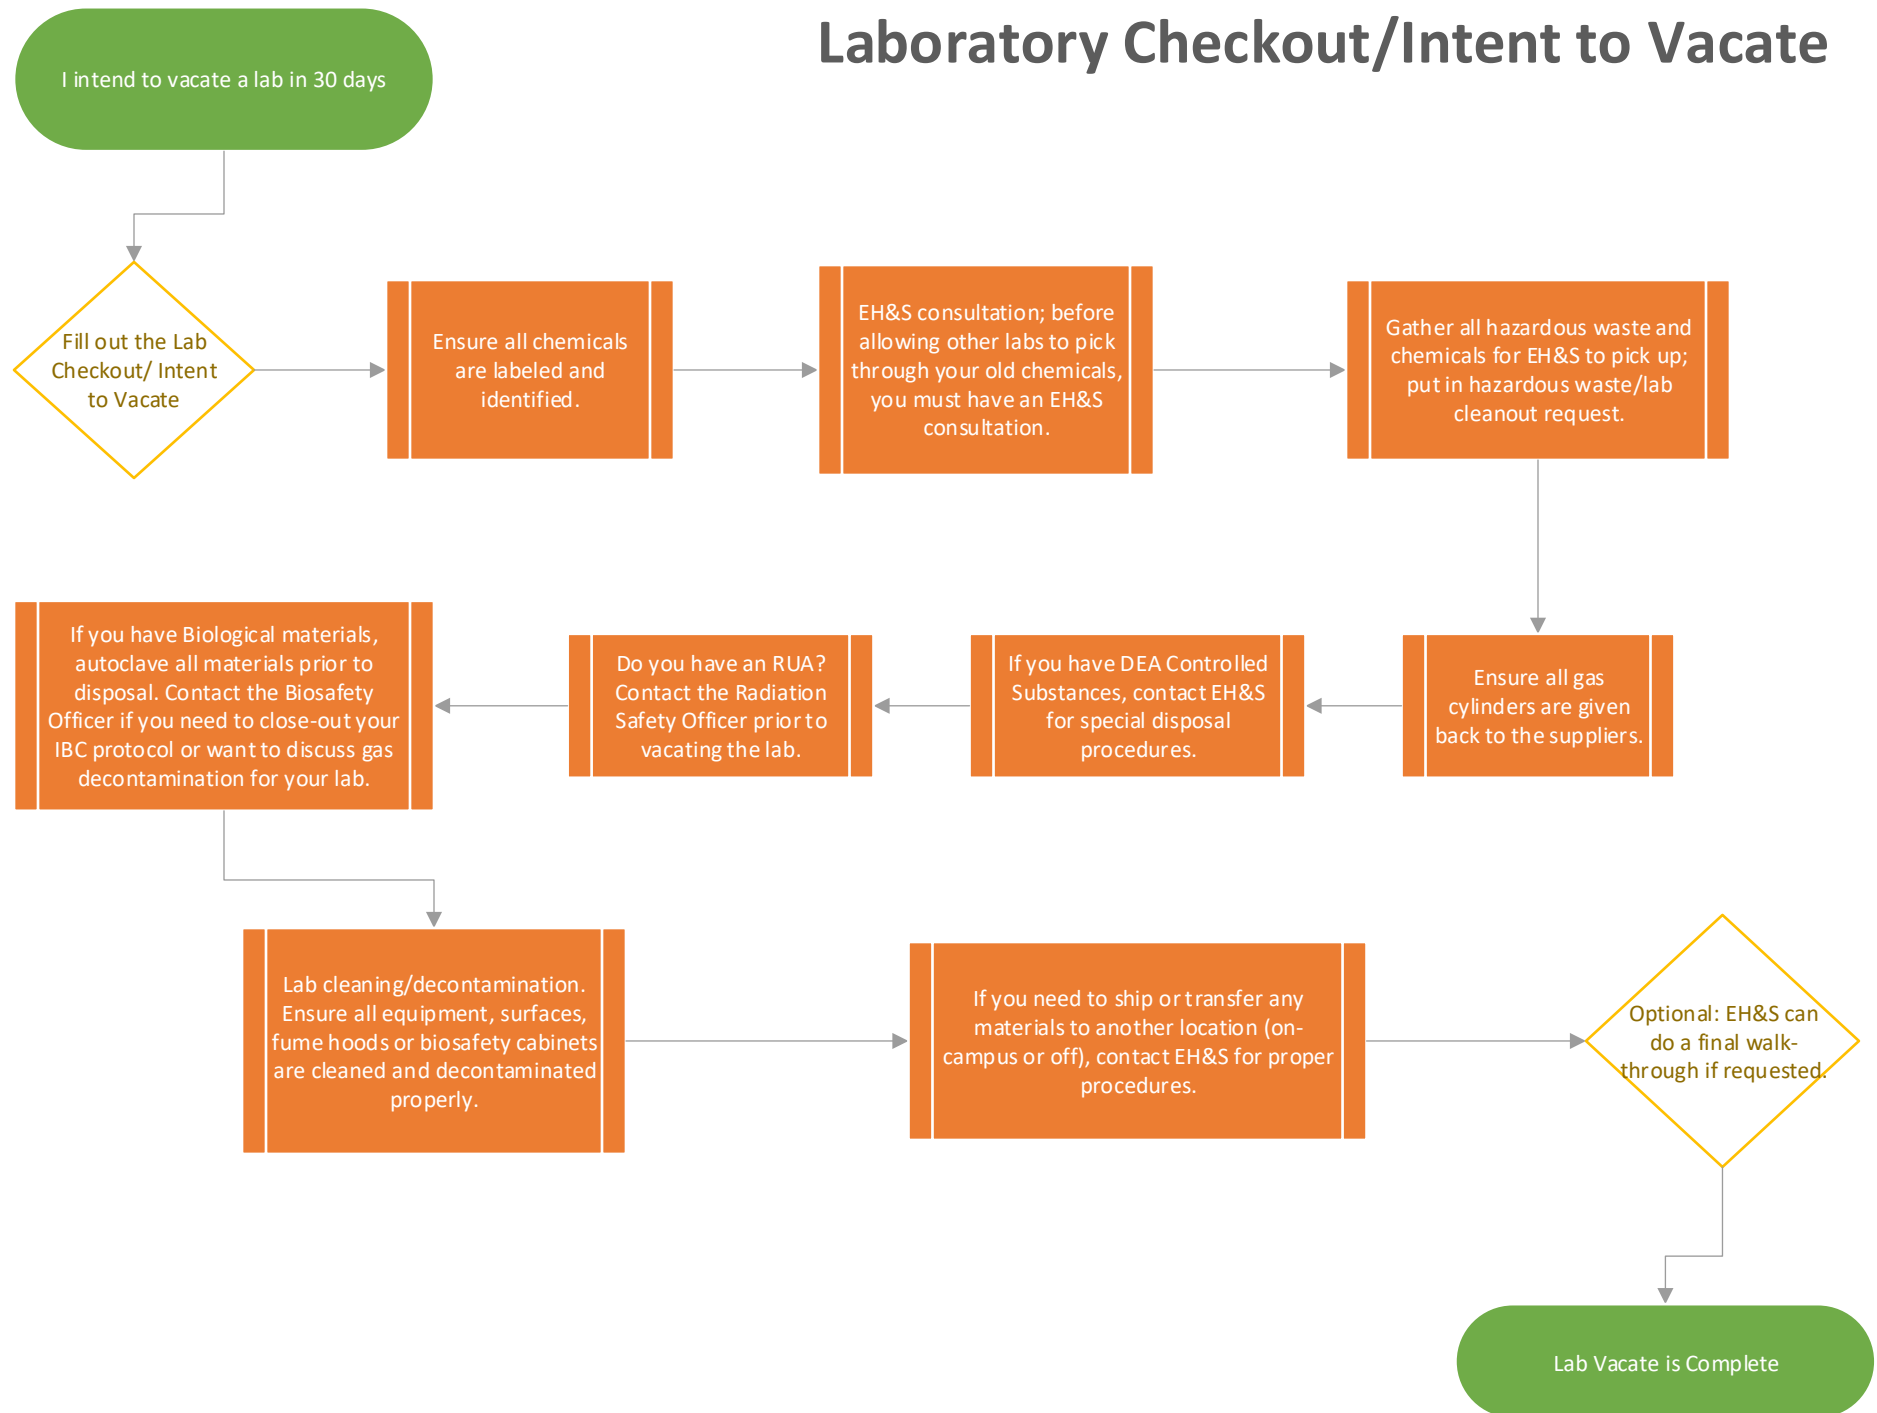 Laboratory Checkout/Intent to Vacate
I intend to vacate a lab in 30 days
Fill out the Lab
Checkout/ Intent
to Vacate
Ensure all chemicals
are labeled and
identified.
EH&S consultation; before
allowing other labs to pick
through your old chemicals,
you must have an EH&S
consultation.
Gather all hazardous waste and
chemicals for EH&S to pick up;
put in hazardous waste/lab
cleanout request.
Ensure all gas
cylinders are given
back to the suppliers.
If you have DEA Controlled
Substances, contact EH&S
for special disposal
procedures.
Do you have an RUA?
Contact the Radiation
Safety Officer prior to
vacating the lab.
If you have Biological materials,
autoclave all materials prior to
disposal. Contact the Biosafety
Officer if you need to close-out your
IBC protocol or want to discuss gas
decontamination for your lab.
Lab cleaning/decontamination.
Ensure all equipment, surfaces,
fume hoods or biosafety cabinets
are cleaned and decontaminated
properly.
If you need to ship or transfer any
materials to another location (on-
campus or off), contact EH&S for proper
procedures.
Optional: EH&S can
do a final walk-
through if requested.
Lab Vacate is Complete